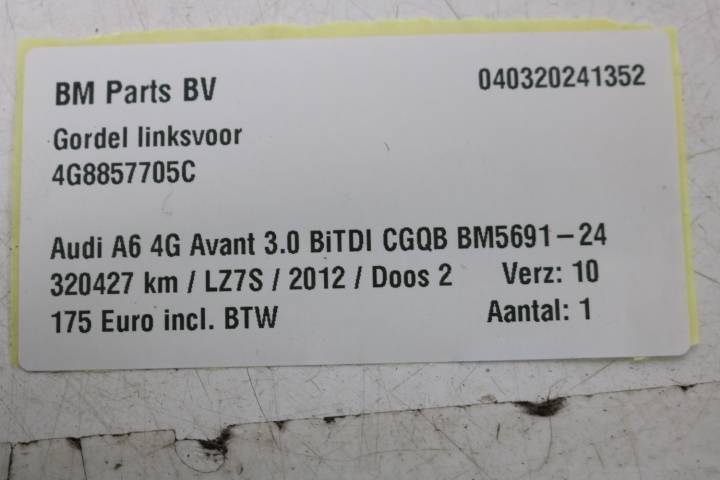 BM Parts BV 040320241352
Gordel linksvoor
4G8857705C
Audi A6 4G Avant 3.0 BiTDI CGQB BM5691-24
320427 km / LZ7S / 2012 / Doos 2 Verz: 10
175 Euro incl. BTW Aantal: 1